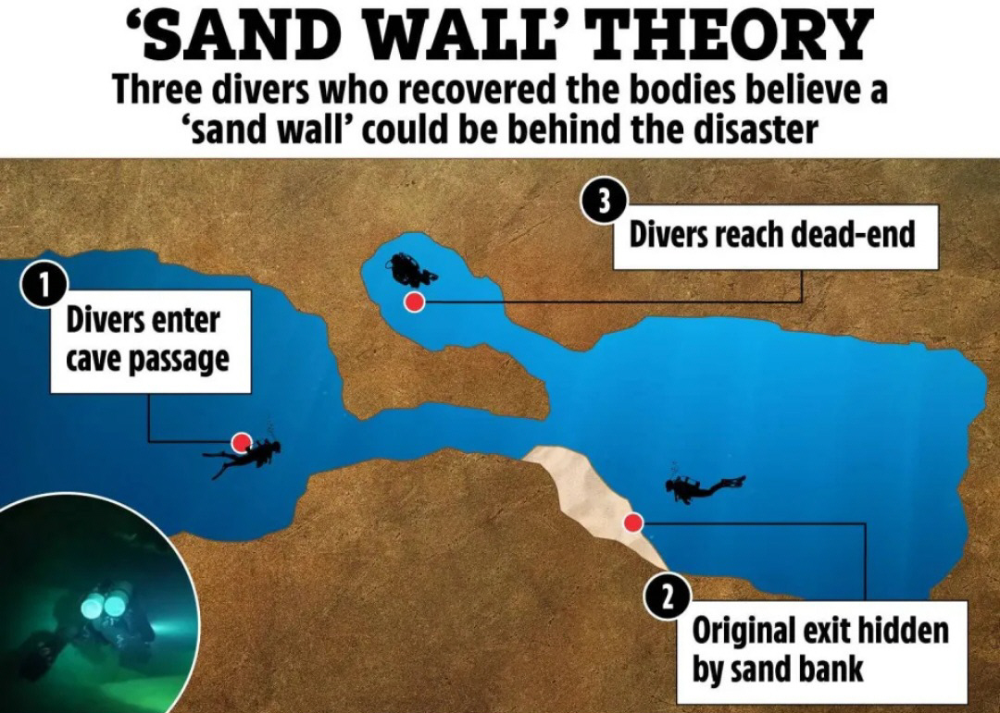 ‘SAND WALL’ THEORY
Three divers who recovered the bodies believe a
‘sand wall’ could be behind the disaster
3
Divers reach dead-end
1
Divers enter
cave passage
2
Original exit hidden
by sand bank